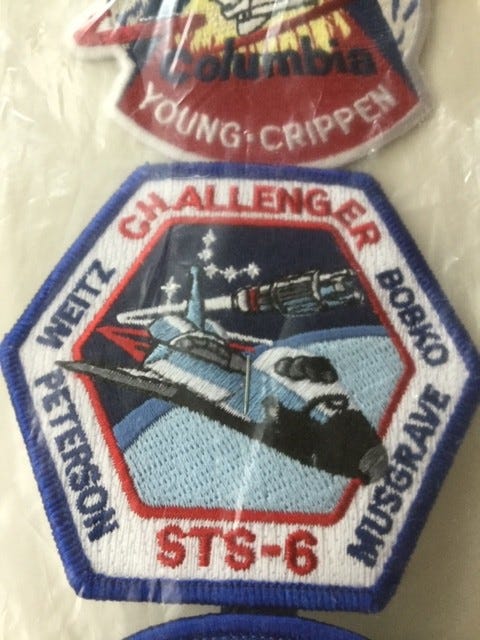 Columbia
YOUNG·CRIPPEN
CHALLENGER
WEITZ
BOBKO
PETERSON
MUSGRAVE
STS-6